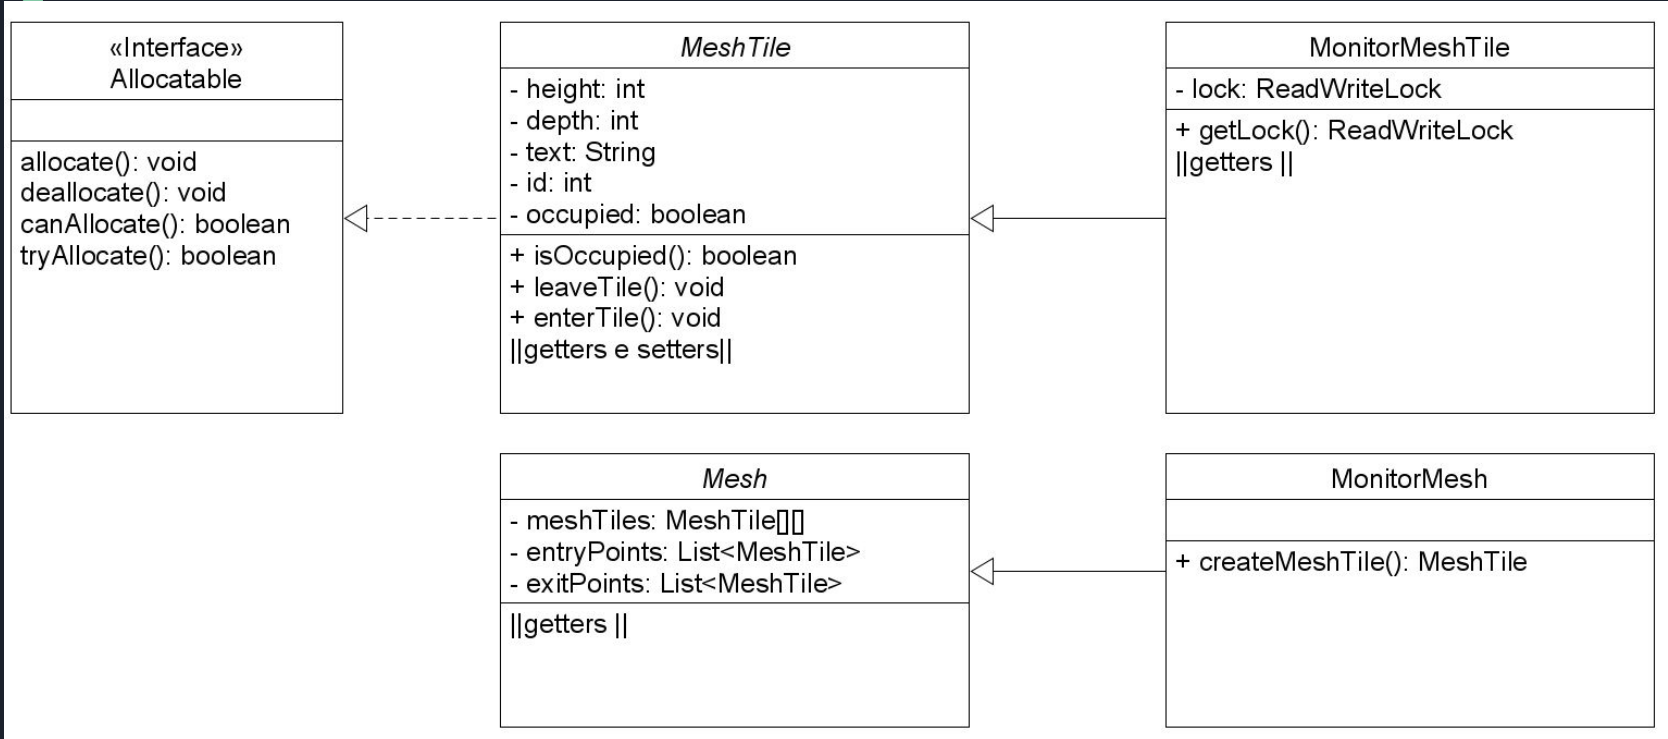 «Interface»
Allocatable
allocate(): void
deallocate(): void
canAllocate(): boolean
tryAllocate(): boolean
MeshTile
- height: int
- depth: int
- text: String
- id: int
- occupied: boolean
+ isOccupied(): boolean
+ leaveTile(): void
+ enterTile(): void
||getters e setters||
MonitorMeshTile
- lock: ReadWriteLock
+ getLock(): ReadWriteLock
||getters ||
Mesh
- meshTiles: MeshTile[][]
- entryPoints: List<MeshTile>
- exitPoints: List<MeshTile>
||getters ||
MonitorMesh
+ createMeshTile(): MeshTile